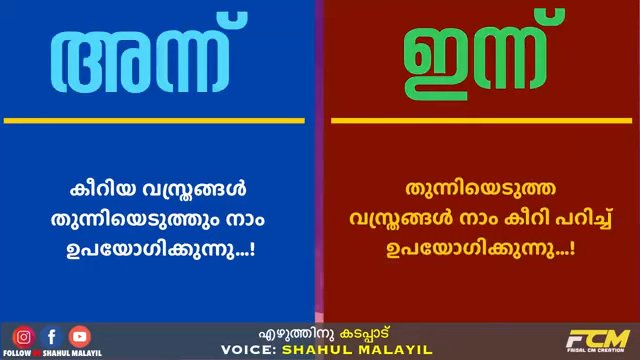 അന്ന്
കീറിയ വസ്ത്രങ്ങൾ
തുന്നിയെടുത്തും നാം
ഉപയോഗിക്കുന്നു...!
ഇന്ന്
തുന്നിയെടുത്ത
വസ്ത്രങ്ങൾ നാം കീറി പറിച്ച്
ഉപയോഗിക്കുന്നു...!
എഴുത്തിനു കടപ്പാട്
VOICE: SHAHUL MALAYIL
FOLLOW SHAHUL MALAYIL
FCM
FAISAL CM CREATION